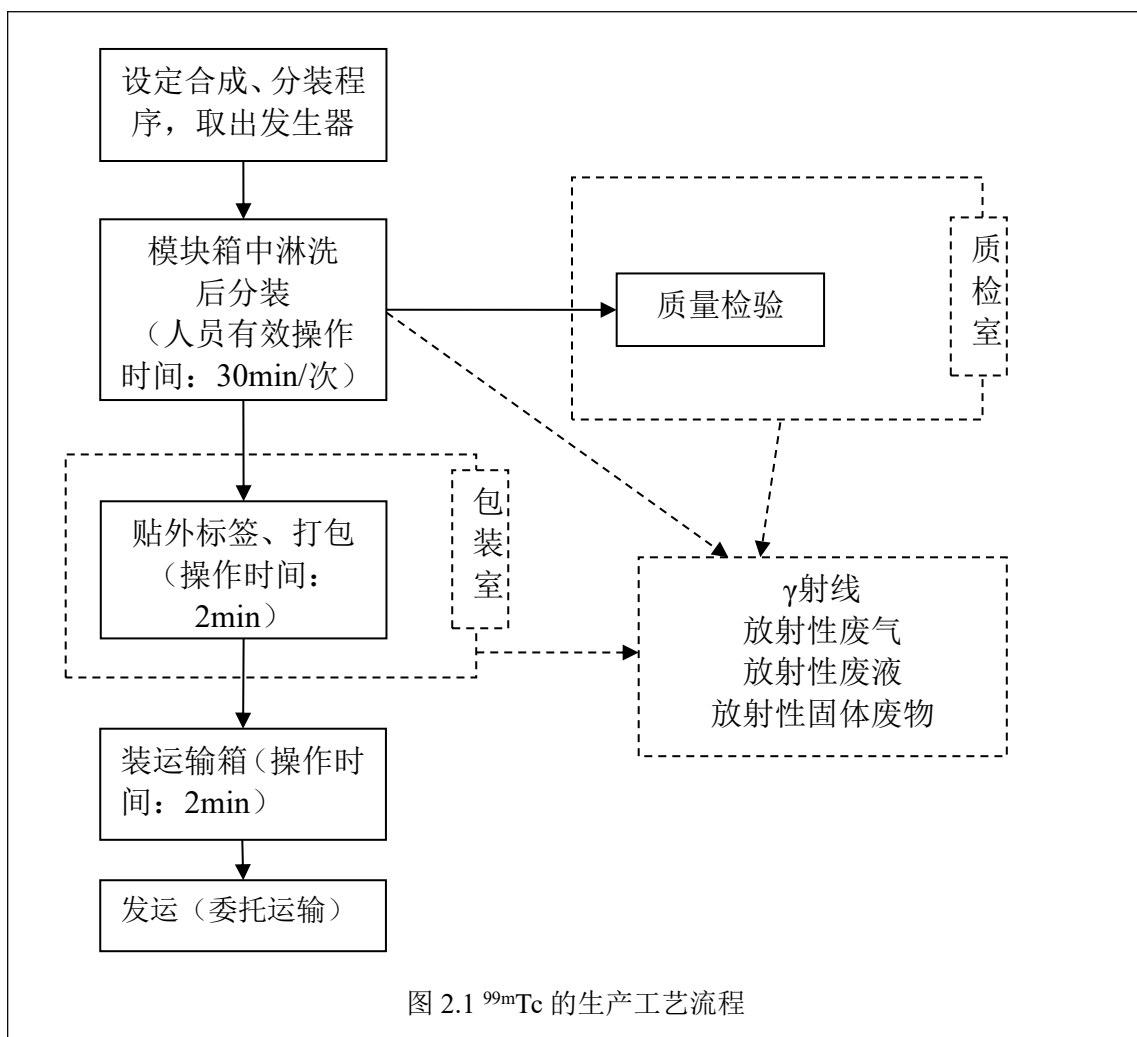 设定合成、分装程
序，取出发生器
模块箱中淋洗
后分装
（人员有效操作
时间：30min/次）
质量检验
质
检
室
贴外标签、打包
（操作时间：
2min）
包
装
室
γ射线
放射性废气
放射性废液
放射性固体废物
装运输箱（操作时
间：2min）
发运（委托运输）
图 2.1 ⁹⁹ᵐTc 的生产工艺流程